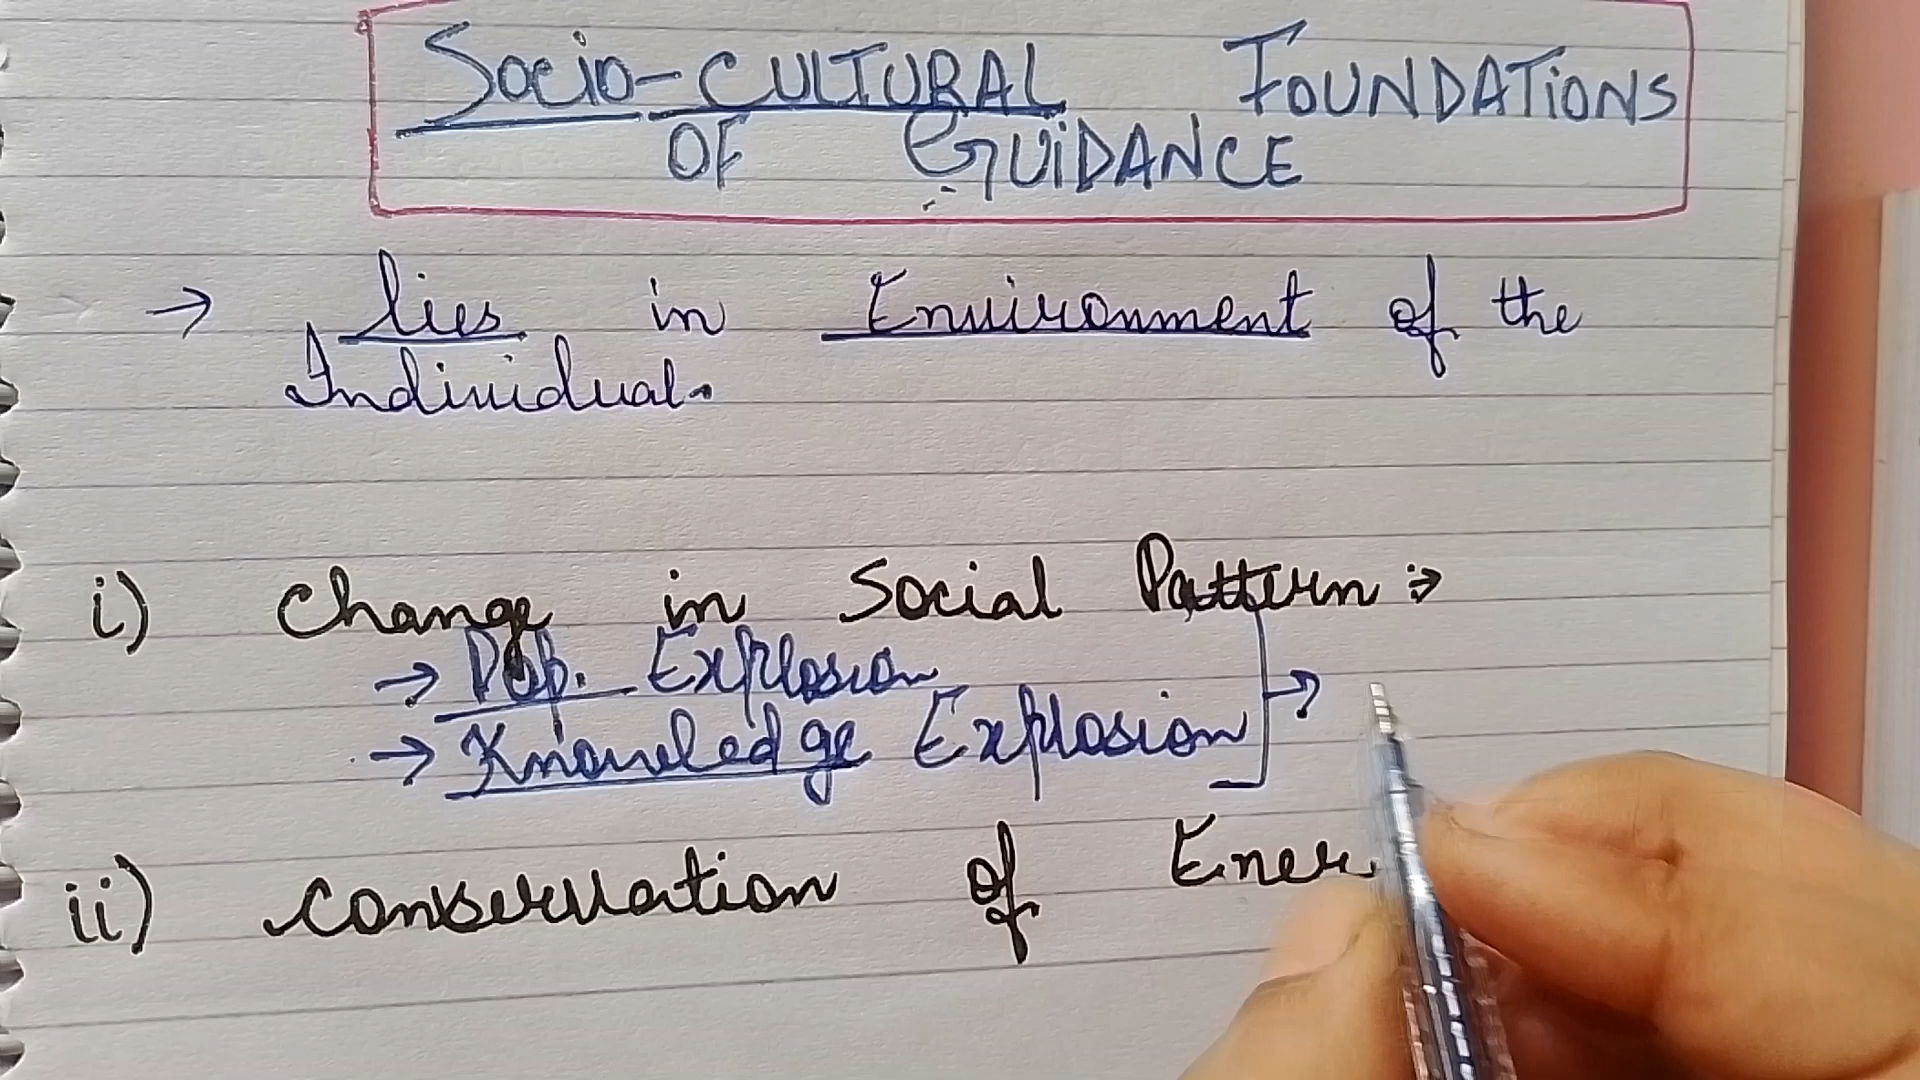 Socio-CULTURAL FOUNDATIONS
OF GUIDANCE
→ lies in Environment of the
Individual.
i) Change in Social Pattern :→
→ Pop. Explosion
→ Knowledge Explosion →
ii) conservation of Ener